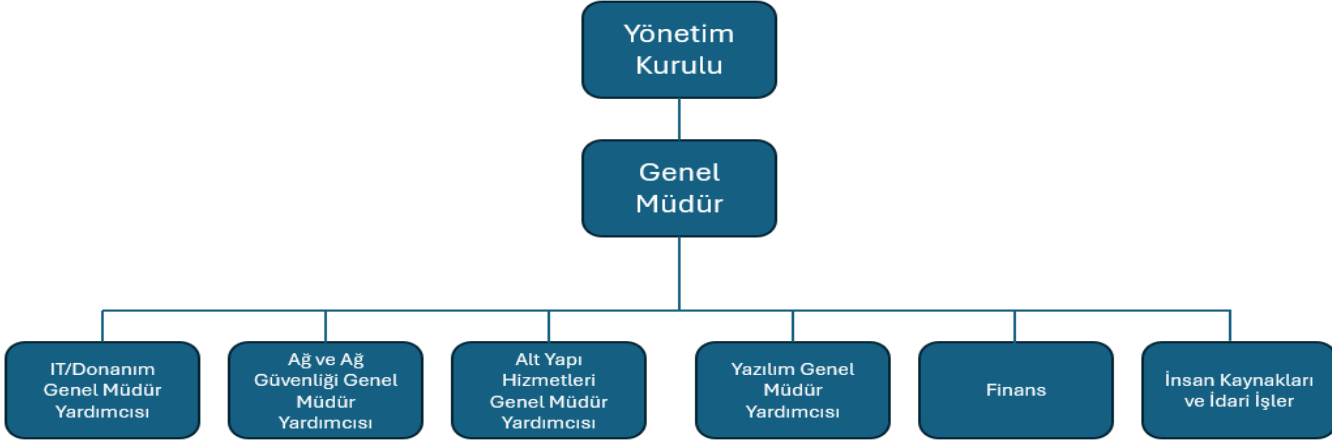 Yönetim
Kurulu
Genel
Müdür
IT/Donanım
Genel Müdür
Yardımcısı
Ağ ve Ağ
Güvenliği Genel
Müdür
Yardımcısı
Alt Yapı
Hizmetleri
Genel Müdür
Yardımcısı
Yazılım Genel
Müdür
Yardımcısı
Finans
İnsan Kaynakları
ve İdari İşler